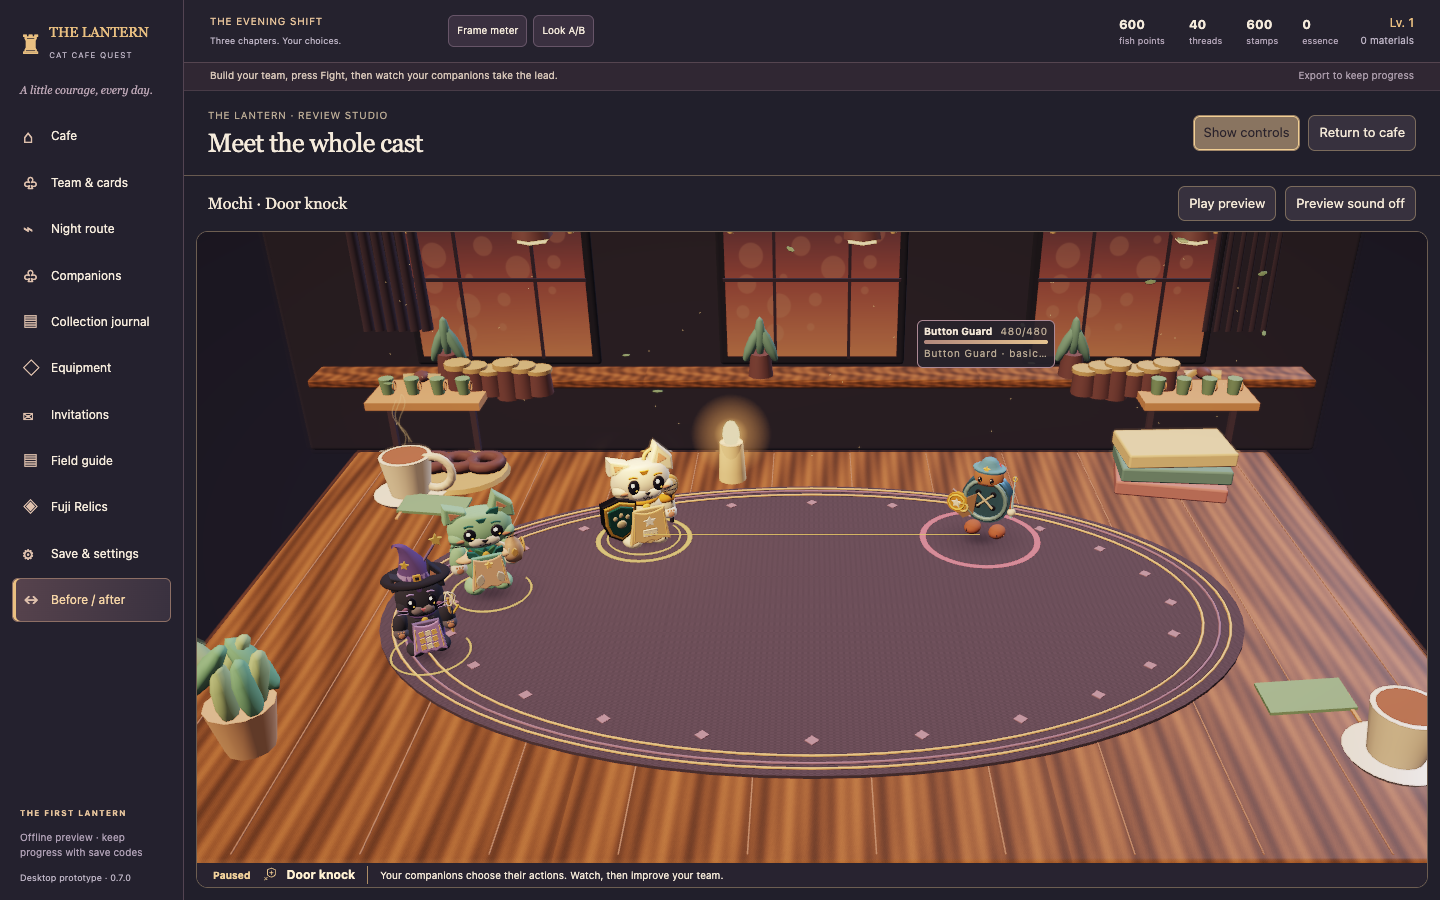 THE LANTERN
CAT CAFE QUEST
A little courage, every day.
Cafe
Team & cards
Night route
Companions
Collection journal
Equipment
Invitations
Field guide
Fuji Relics
Save & settings
Before / after
THE FIRST LANTERN
Offline preview · keep
progress with save codes
Desktop prototype · 0.7.0
THE EVENING SHIFT
Three chapters. Your choices.
Frame meter
Look A/B
600
fish points
40
threads
600
stamps
0
essence
Lv. 1
0 materials
Build your team, press Fight, then watch your companions take the lead.
Export to keep progress
THE LANTERN · REVIEW STUDIO
Meet the whole cast
Show controls
Return to cafe
Mochi · Door knock
Play preview
Preview sound off
Button Guard 480/480
Button Guard · basic...
Paused
Door knock
Your companions choose their actions. Watch, then improve your team.